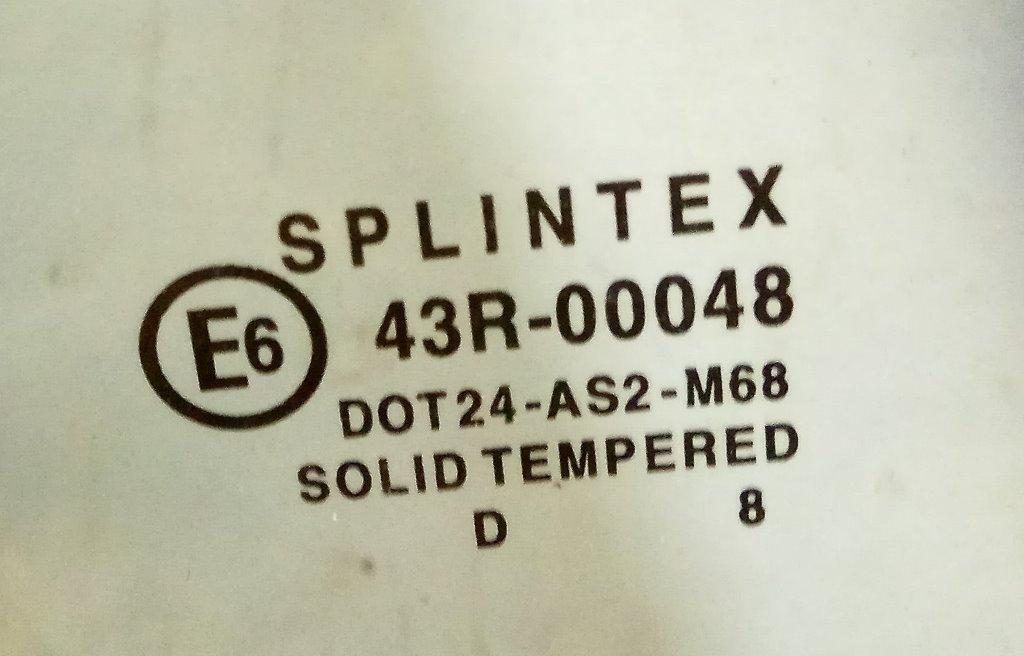 SPLINTEX
E6 43R-00048
DOT24-AS2-M68
SOLID TEMPERED
D 8